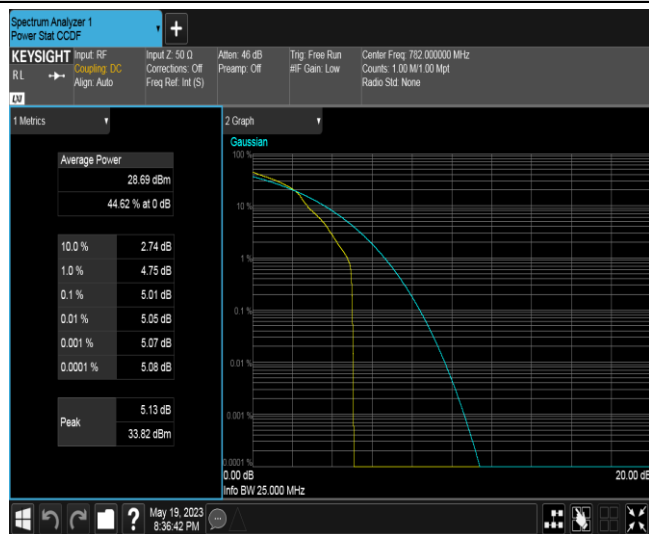 Spectrum Analyzer 1
Power Stat CCDF
KEYSIGHT
RL
Input: RF
Coupling: DC
Align: Auto
Input Z: 50 Ω
Corrections: Off
Freq Ref: Int (S)
Atten: 46 dB
Preamp: Off
Trig: Free Run
#IF Gain: Low
Center Freq: 782.000000 MHz
Counts: 1.00 M/1.00 Mpt
Radio Std: None
LXI
1 Metrics
Average Power
28.69 dBm
44.62 % at 0 dB
10.0 % 2.74 dB
1.0 % 4.75 dB
0.1 % 5.01 dB
0.01 % 5.05 dB
0.001 % 5.07 dB
0.0001 % 5.08 dB
Peak
5.13 dB
33.82 dBm
2 Graph
Gaussian
100 %
10 %
1 %
0.1 %
0.01 %
0.001 %
0.0001 %
0.00 dB
20.00 dB
Info BW 25.000 MHz
?
May 19, 2023
8:36:42 PM